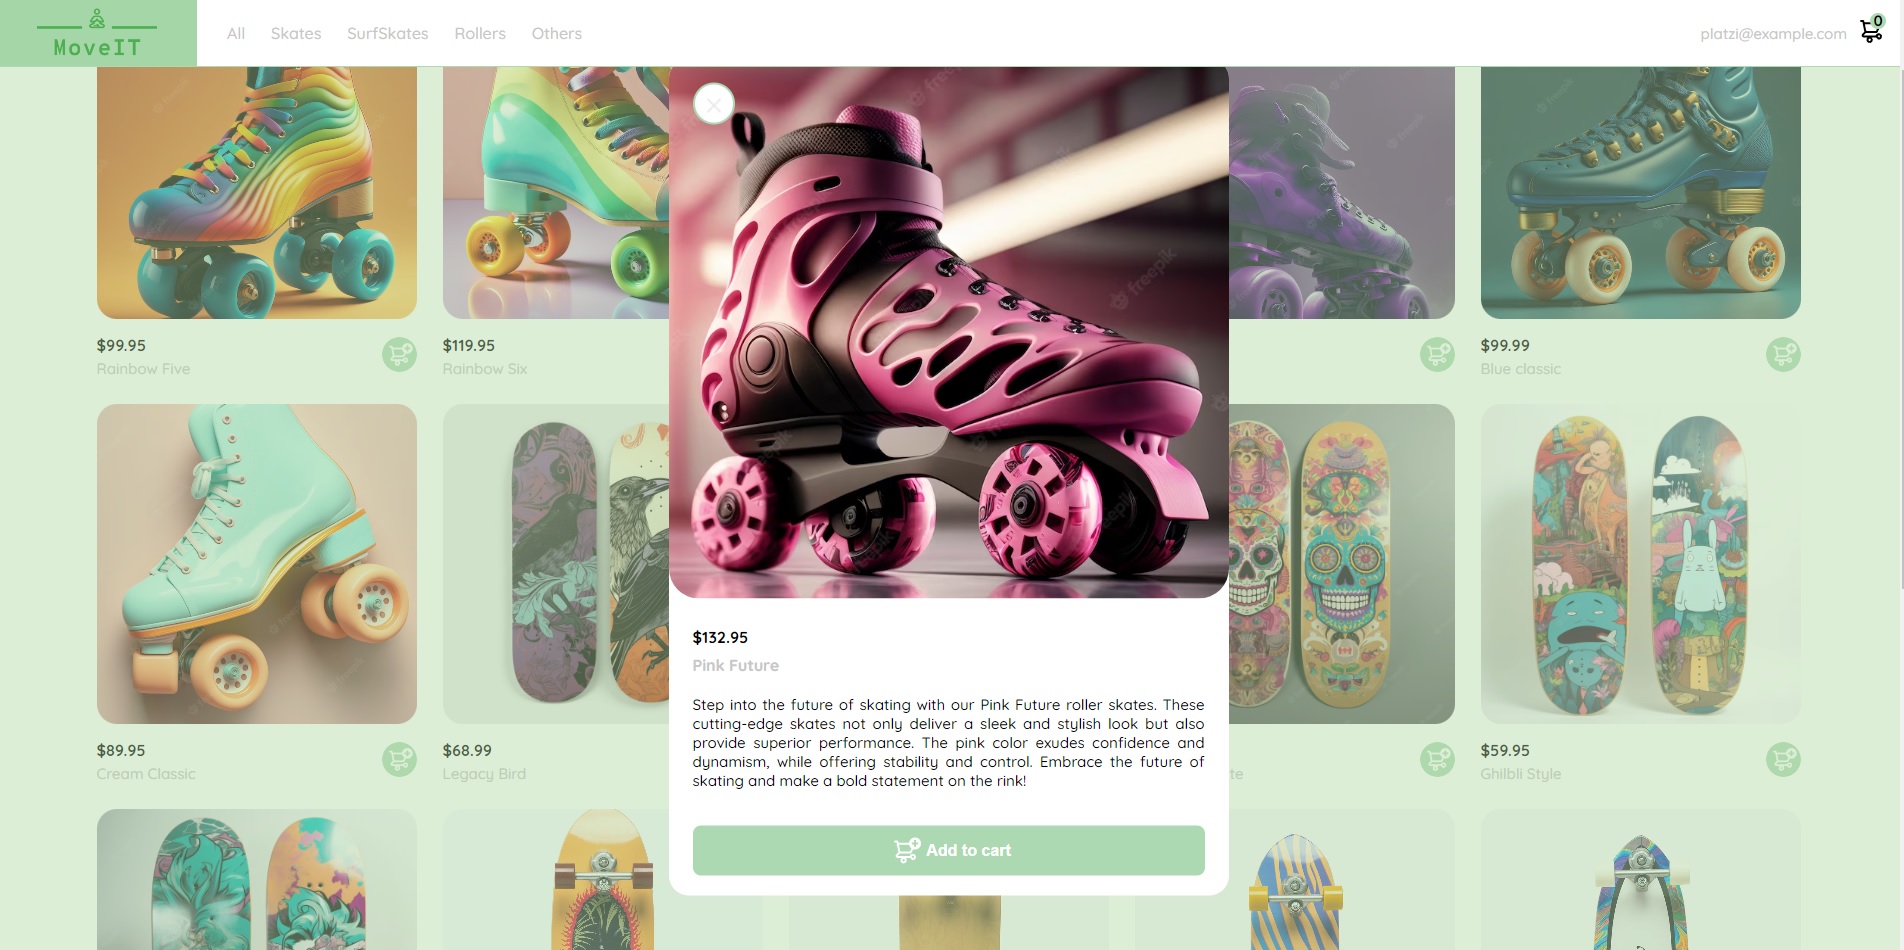 MoveIT
All Skates SurfSkates Rollers Others
platzi@example.com
0
$99.95
Rainbow Five
$119.95
Rainbow Six
$99.99
Blue classic
$132.95
Pink Future
Step into the future of skating with our Pink Future roller skates. These
cutting-edge skates not only deliver a sleek and stylish look but also
provide superior performance. The pink color exudes confidence and
dynamism, while offering stability and control. Embrace the future of
skating and make a bold statement on the rink!
Add to cart
$89.95
Cream Classic
$68.99
Legacy Bird
te
$59.95
Ghilbli Style
freepik